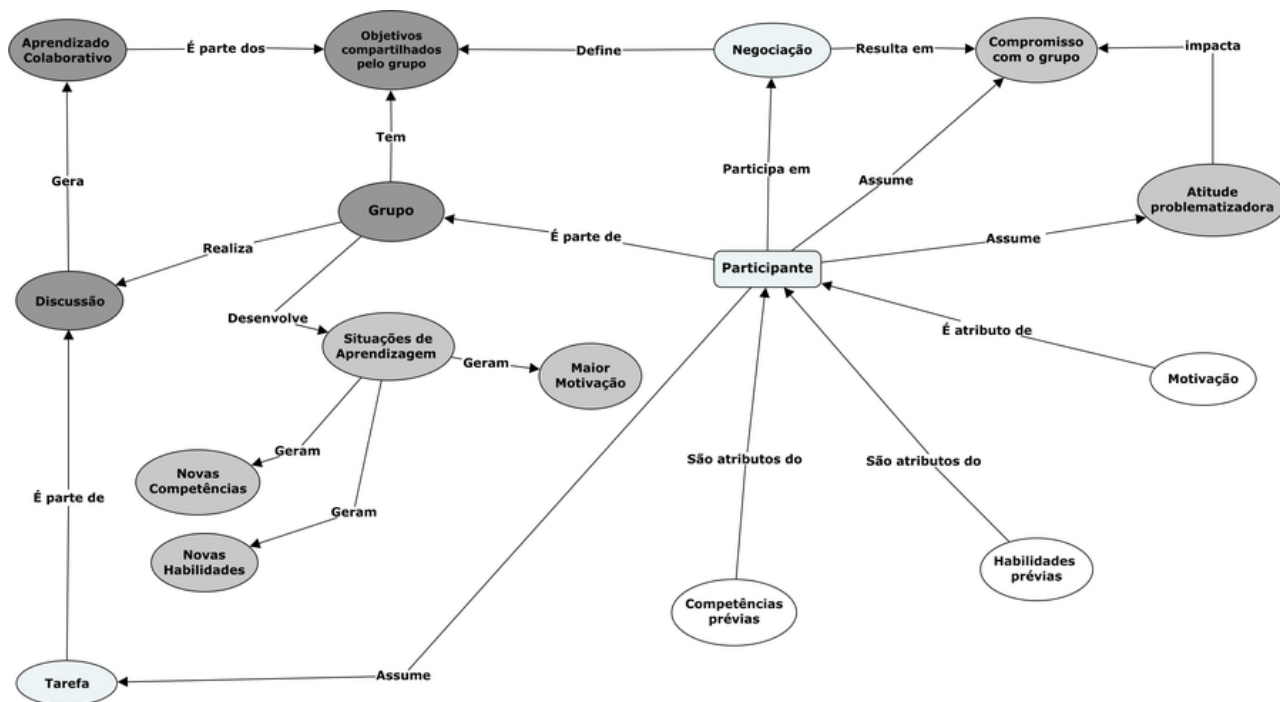 Aprendizado
Colaborativo
É parte dos
Objetivos
compartilhados
pelo grupo
Define
Negociação
Resulta em
Compromisso
com o grupo
impacta
Tem
Gera
Participa em
Assume
Atitude
problematizadora
Grupo
Realiza
É parte de
Assume
Participante
Discussão
Desenvolve
Situações de
Aprendizagem
Geram
Maior
Motivação
É atributo de
Motivação
Geram
Novas
Competências
São atributos do
São atributos do
É parte de
Geram
Novas
Habilidades
Habilidades
prévias
Competências
prévias
Tarefa
Assume